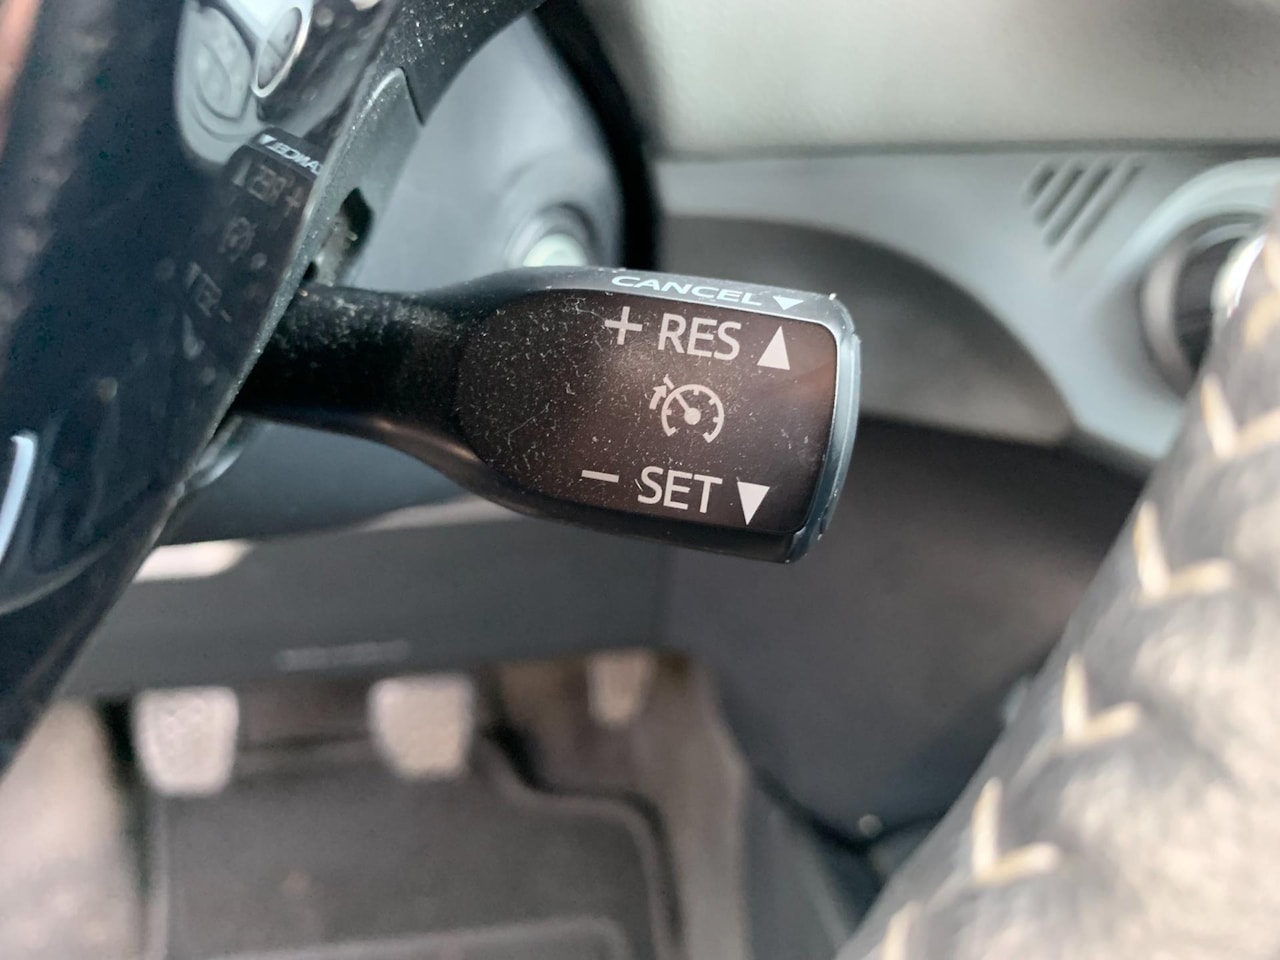 CANCEL ▼
+ RES ▲
− SET ▼